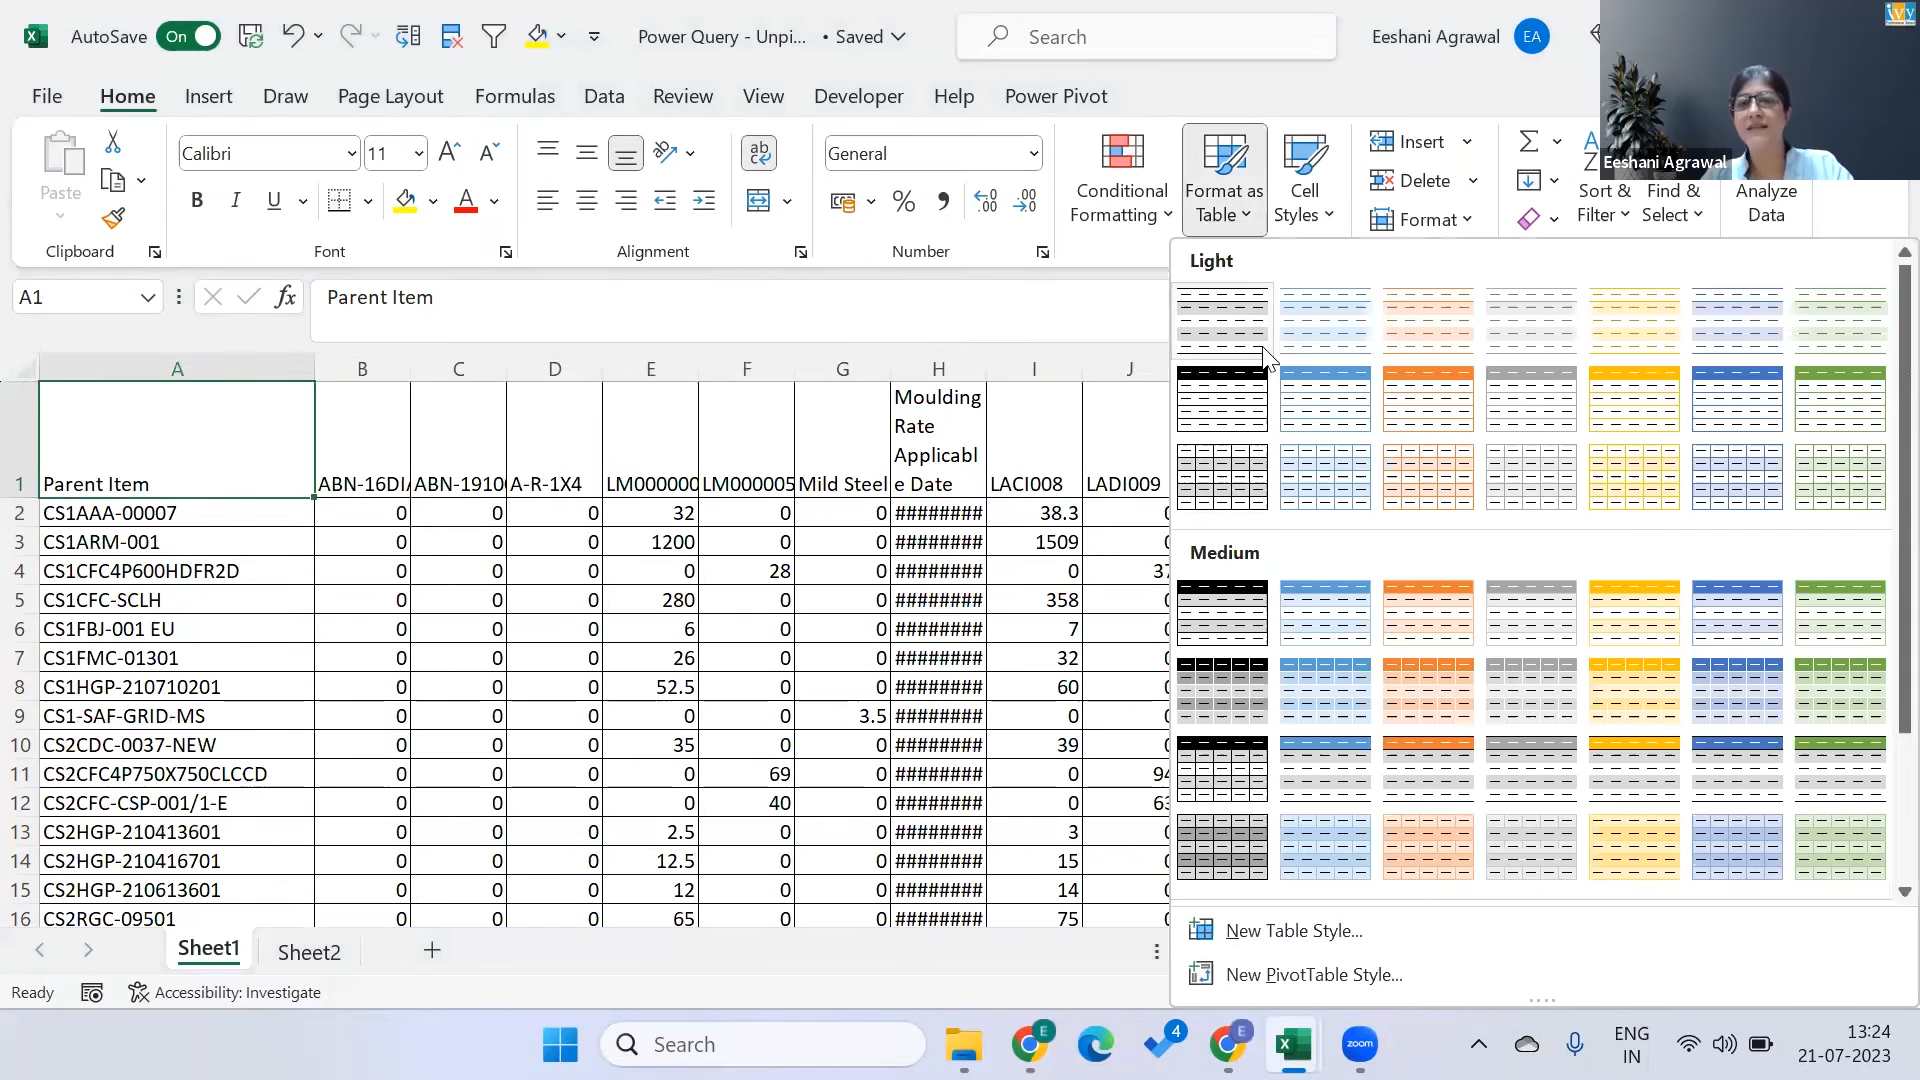 AutoSave On
Power Query - Unpi... • Saved
Search
Eeshani Agrawal EA
ivy
File Home Insert Draw Page Layout Formulas Data Review View Developer Help Power Pivot
Paste
Calibri 11
General
Conditional Formatting
Format as Table
Cell Styles
Insert
Delete
Format
Sort & Filter
Find & Select
Analyze Data
Eeshani Agrawal
Clipboard Font Alignment Number
A1
Parent Item
Light
A B C D E F G H I J
1 Parent Item ABN-16DI ABN-1910 A-R-1X4 LM000000 LM000005 Mild Steel Moulding Rate Applicable Date LACI008 LADI009
2 CS1AAA-00007 0 0 0 32 0 0 ######## 38.3
3 CS1ARM-001 0 0 0 1200 0 0 ######## 1509
4 CS1CFC4P600HDFR2D 0 0 0 0 28 0 ######## 0 37
5 CS1CFC-SCLH 0 0 0 280 0 0 ######## 358
6 CS1FBJ-001 EU 0 0 0 6 0 0 ######## 7
7 CS1FMC-01301 0 0 0 26 0 0 ######## 32
8 CS1HGP-210710201 0 0 0 52.5 0 0 ######## 60
9 CS1-SAF-GRID-MS 0 0 0 0 0 3.5 ######## 0
10 CS2CDC-0037-NEW 0 0 0 35 0 0 ######## 39
11 CS2CFC4P750X750CLCCD 0 0 0 0 69 0 ######## 0 94
12 CS2CFC-CSP-001/1-E 0 0 0 0 40 0 ######## 0 63
13 CS2HGP-210413601 0 0 0 2.5 0 0 ######## 3
14 CS2HGP-210416701 0 0 0 12.5 0 0 ######## 15
15 CS2HGP-210613601 0 0 0 12 0 0 ######## 14
16 CS2RGC-09501 0 0 0 65 0 0 ######## 75
Medium
New Table Style...
New PivotTable Style...
Sheet1 Sheet2
Ready
Accessibility: Investigate
Search
E
4
E
zoom
ENG
IN
13:24
21-07-2023